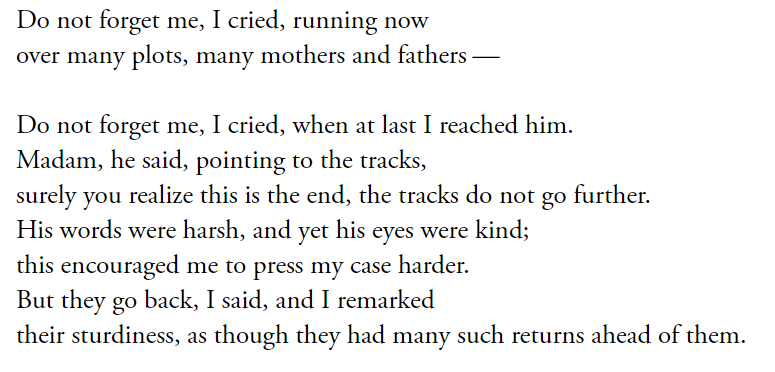 Do not forget me, I cried, running now
over many plots, many mothers and fathers —
Do not forget me, I cried, when at last I reached him.
Madam, he said, pointing to the tracks,
surely you realize this is the end, the tracks do not go further.
His words were harsh, and yet his eyes were kind;
this encouraged me to press my case harder.
But they go back, I said, and I remarked
their sturdiness, as though they had many such returns ahead of them.